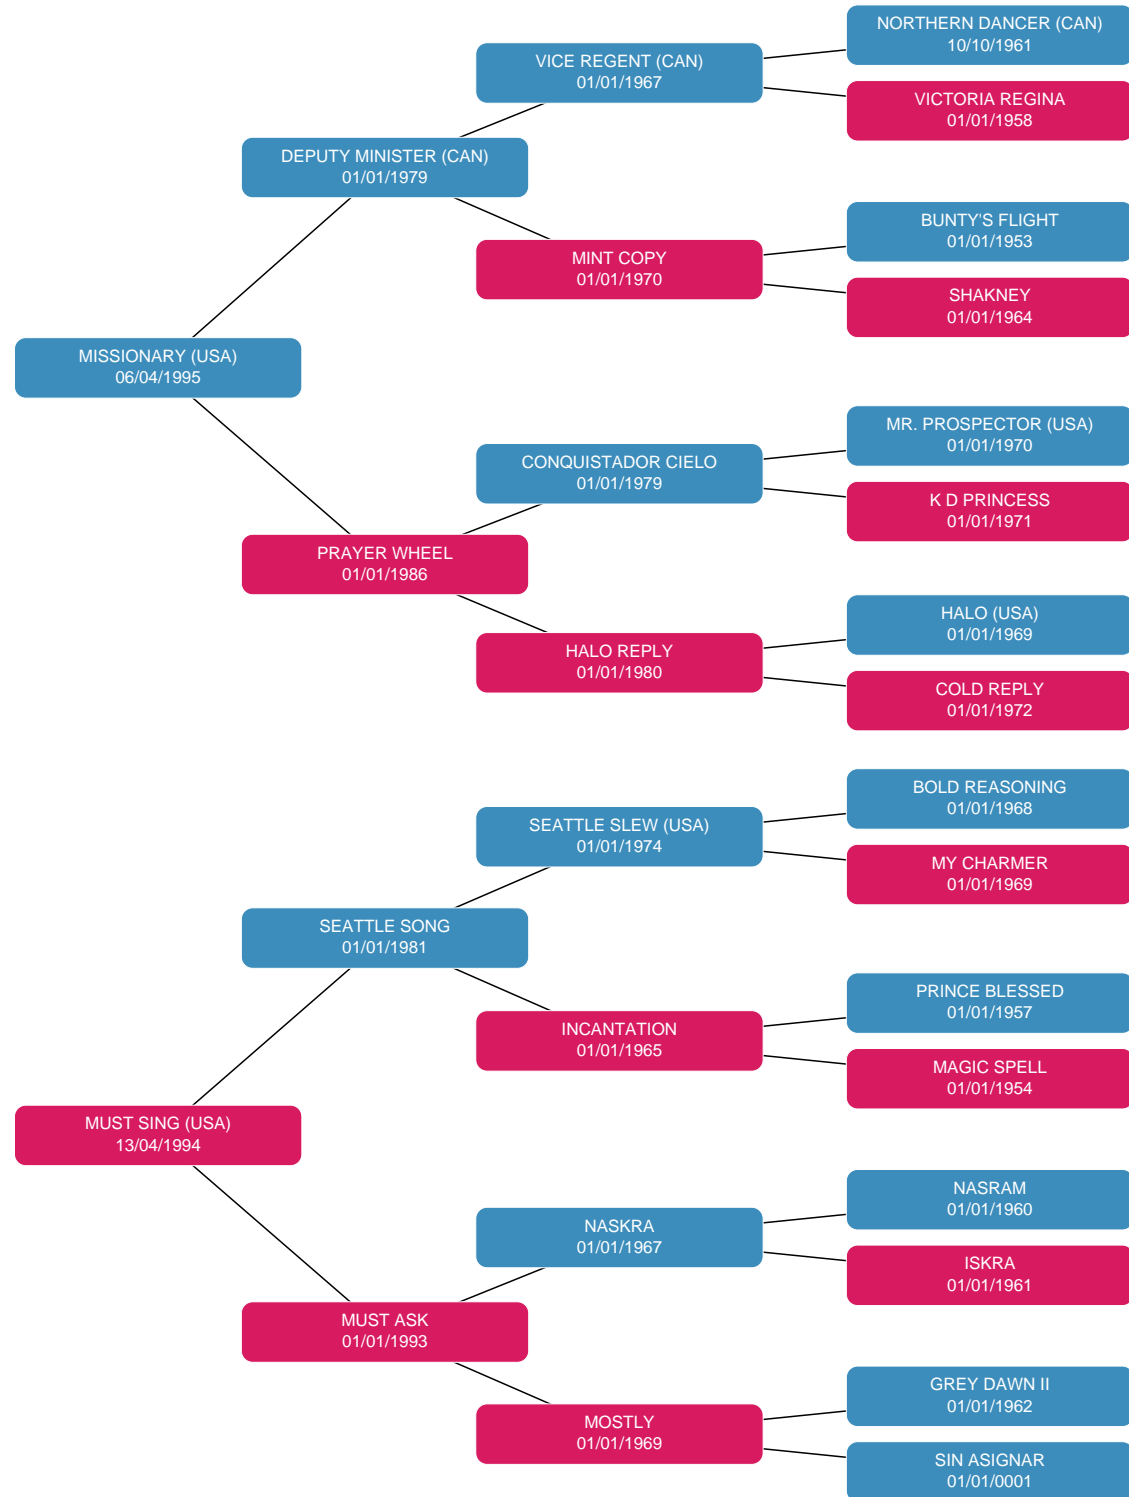 NORTHERN DANCER (CAN)
10/10/1961
VICE REGENT (CAN)
01/01/1967
VICTORIA REGINA
01/01/1958
DEPUTY MINISTER (CAN)
01/01/1979
BUNTY'S FLIGHT
01/01/1953
MINT COPY
01/01/1970
SHAKNEY
01/01/1964
MISSIONARY (USA)
06/04/1995
MR. PROSPECTOR (USA)
01/01/1970
CONQUISTADOR CIELO
01/01/1979
K D PRINCESS
01/01/1971
PRAYER WHEEL
01/01/1986
HALO (USA)
01/01/1969
HALO REPLY
01/01/1980
COLD REPLY
01/01/1972
BOLD REASONING
01/01/1968
SEATTLE SLEW (USA)
01/01/1974
MY CHARMER
01/01/1969
SEATTLE SONG
01/01/1981
PRINCE BLESSED
01/01/1957
INCANTATION
01/01/1965
MAGIC SPELL
01/01/1954
MUST SING (USA)
13/04/1994
NASRAM
01/01/1960
NASKRA
01/01/1967
ISKRA
01/01/1961
MUST ASK
01/01/1993
GREY DAWN II
01/01/1962
MOSTLY
01/01/1969
SIN ASIGNAR
01/01/0001